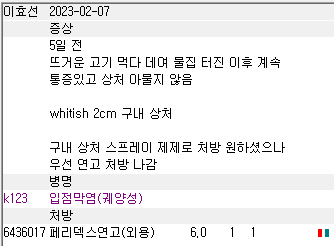 이효선 2023-02-07
증상
5일 전
뜨거운 고기 먹다 데여 물집 터진 이후 계속
통증있고 상처 아물지 않음
whitish 2cm 구내 상처
구내 상처 스프레이 제제로 처방 원하셨으나
우선 연고 처방 나감
병명
k123 입점막염(궤양성)
처방
6436017 페리덱스연고(외용) 6,0 1 1